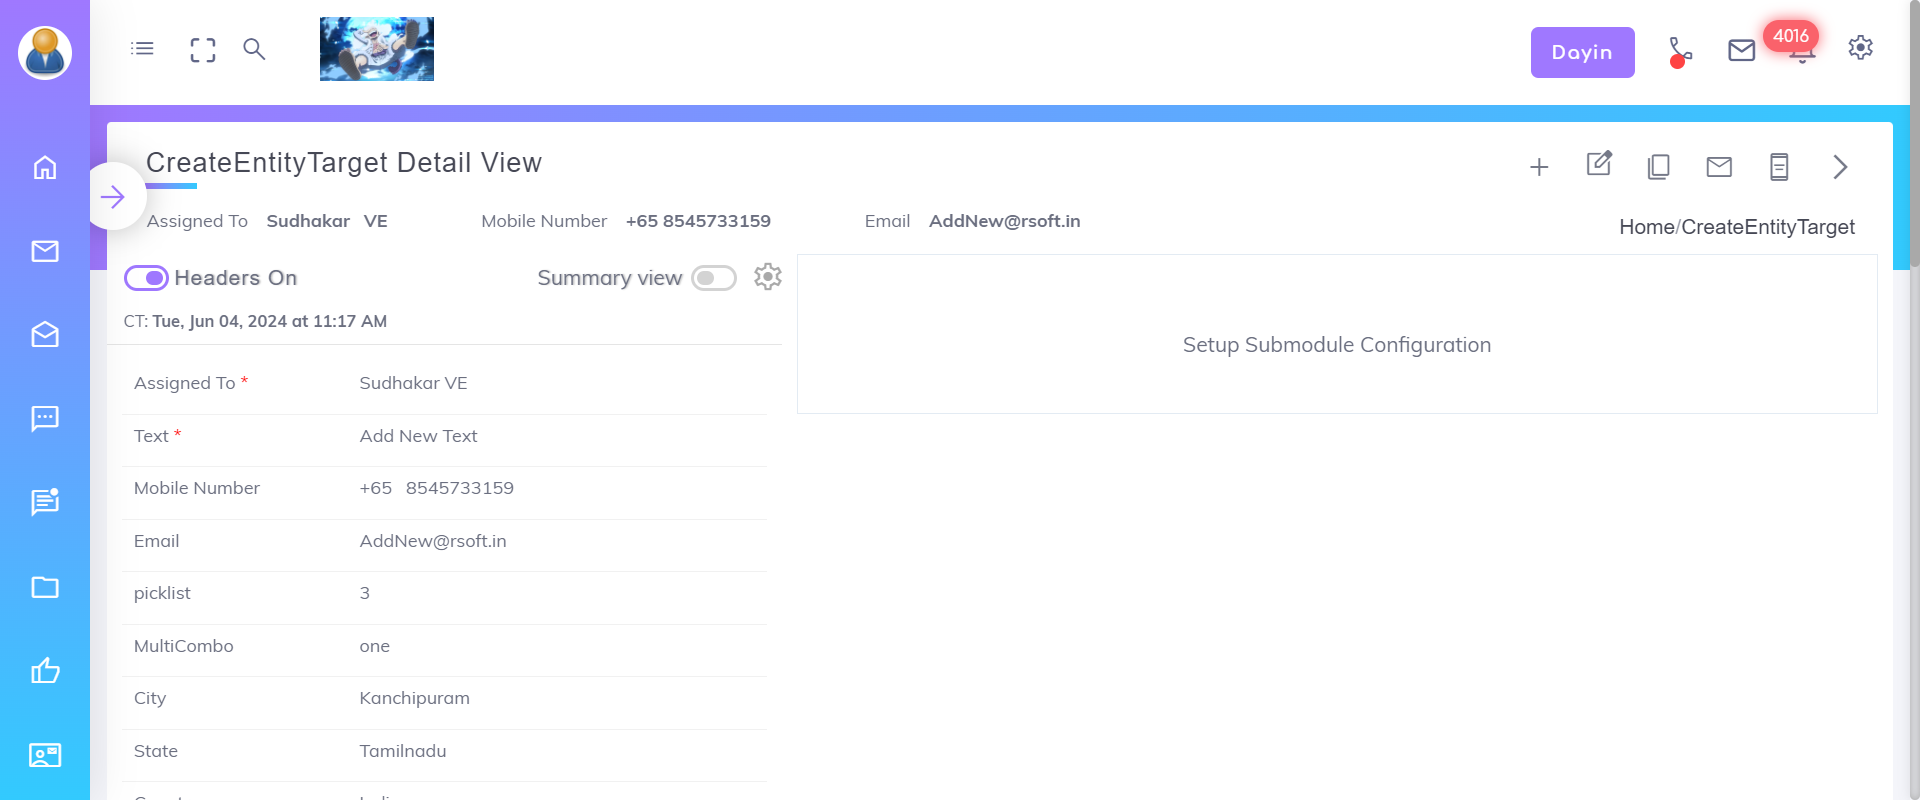 Dayin
4016
CreateEntityTarget Detail View
Assigned To Sudhakar VE Mobile Number +65 8545733159 Email AddNew@rsoft.in
Home/CreateEntityTarget
Headers On Summary view
CT: Tue, Jun 04, 2024 at 11:17 AM
Setup Submodule Configuration
Assigned To * Sudhakar VE
Text * Add New Text
Mobile Number +65 8545733159
Email AddNew@rsoft.in
picklist 3
MultiCombo one
City Kanchipuram
State Tamilnadu